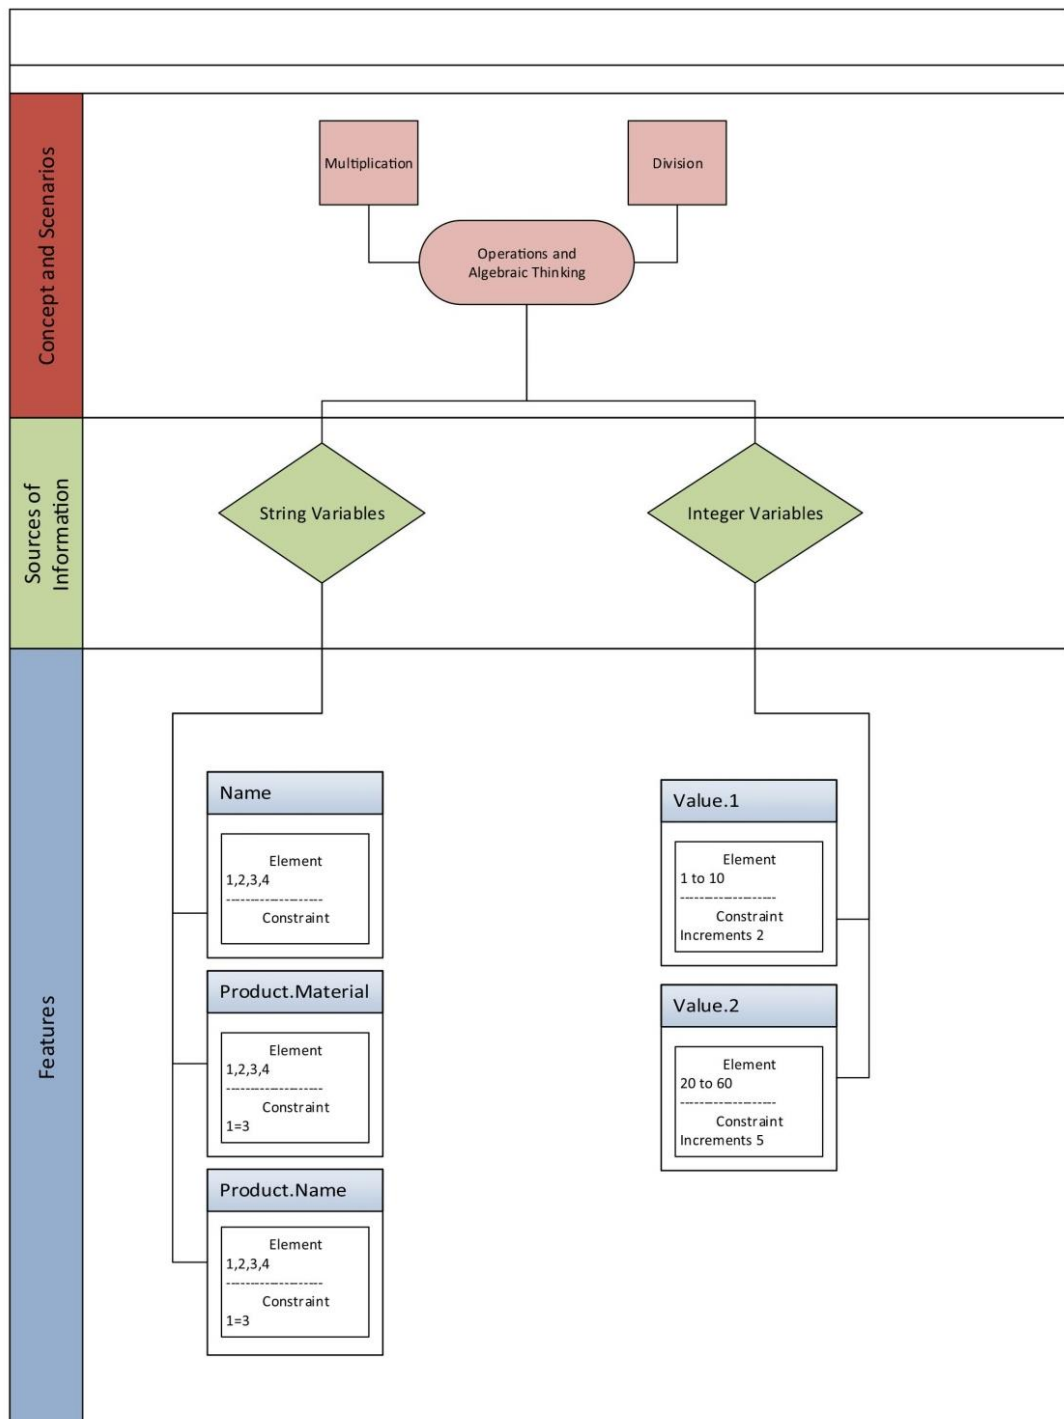 Concept and Scenarios
Multiplication
Division
Operations and
Algebraic Thinking
Sources of
Information
String Variables
Integer Variables
Features
Name
Element
1,2,3,4
--------------------
Constraint
Product.Material
Element
1,2,3,4
--------------------
Constraint
1=3
Product.Name
Element
1,2,3,4
--------------------
Constraint
1=3
Value.1
Element
1 to 10
--------------------
Constraint
Increments 2
Value.2
Element
20 to 60
--------------------
Constraint
Increments 5